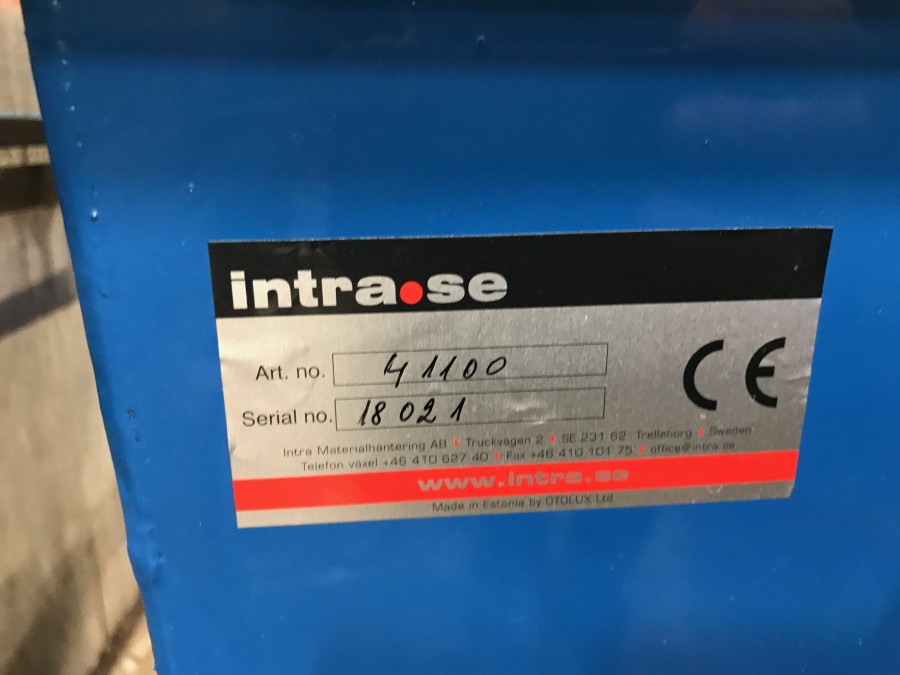 intra.se
Art. no. 41100
Serial no. 18021
Intra Materialhantering AB | Truckvägen 2 | SE 231 62 Trelleborg | Sweden
Telefon växel +46 410 627 40 | Fax +46 410 101 75 | office@intra.se
www.intra.se
Made in Estonia by OTOLUX Ltd
CE